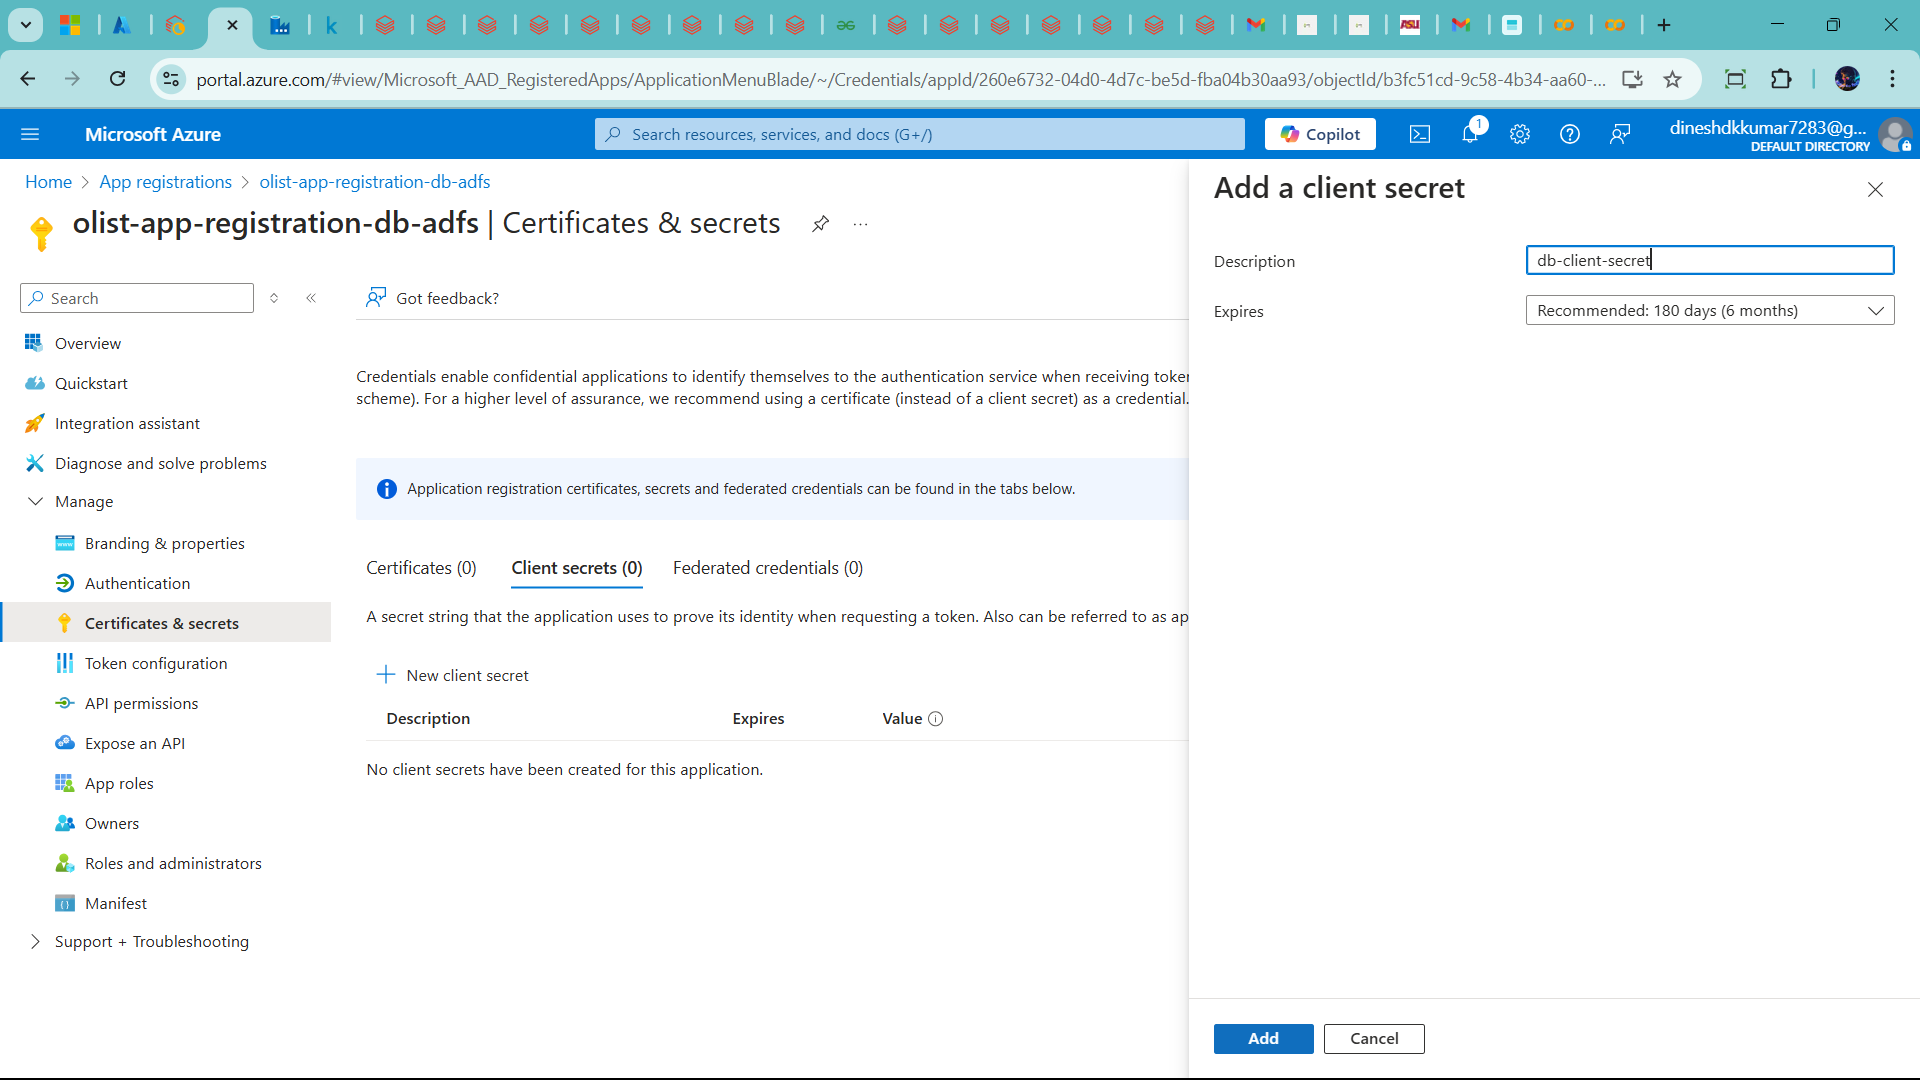 portal.azure.com/#view/Microsoft_AAD_RegisteredApps/ApplicationMenuBlade/~/Credentials/appId/260e6732-04d0-4d7c-be5d-fba04b30aa93/objectId/b3fc51cd-9c58-4b34-aa60-...
Microsoft Azure
Search resources, services, and docs (G+/)
Copilot
1
dineshdkkumar7283@g...
DEFAULT DIRECTORY
Home > App registrations > olist-app-registration-db-adfs
olist-app-registration-db-adfs | Certificates & secrets
Search
Overview
Quickstart
Integration assistant
Diagnose and solve problems
Manage
Branding & properties
Authentication
Certificates & secrets
Token configuration
API permissions
Expose an API
App roles
Owners
Roles and administrators
Manifest
Support + Troubleshooting
Got feedback?
Credentials enable confidential applications to identify themselves to the authentication service when receiving token
scheme). For a higher level of assurance, we recommend using a certificate (instead of a client secret) as a credential.
Application registration certificates, secrets and federated credentials can be found in the tabs below.
Certificates (0) Client secrets (0) Federated credentials (0)
A secret string that the application uses to prove its identity when requesting a token. Also can be referred to as ap
New client secret
Description Expires Value
No client secrets have been created for this application.
Add a client secret
Description db-client-secret
Expires Recommended: 180 days (6 months)
Add Cancel